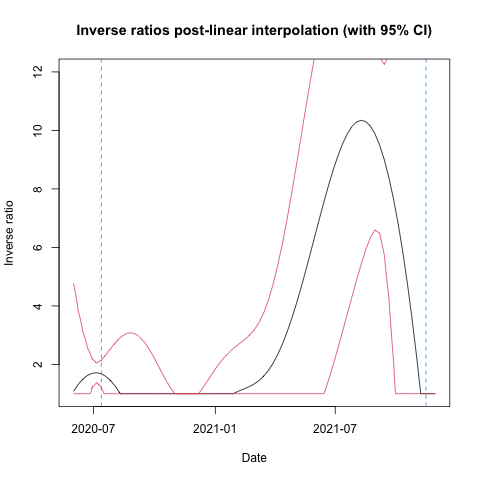 Inverse ratios post-linear interpolation (with 95% CI)
12
10
8
6
4
2
Inverse ratio
2020-07 2021-01 2021-07
Date